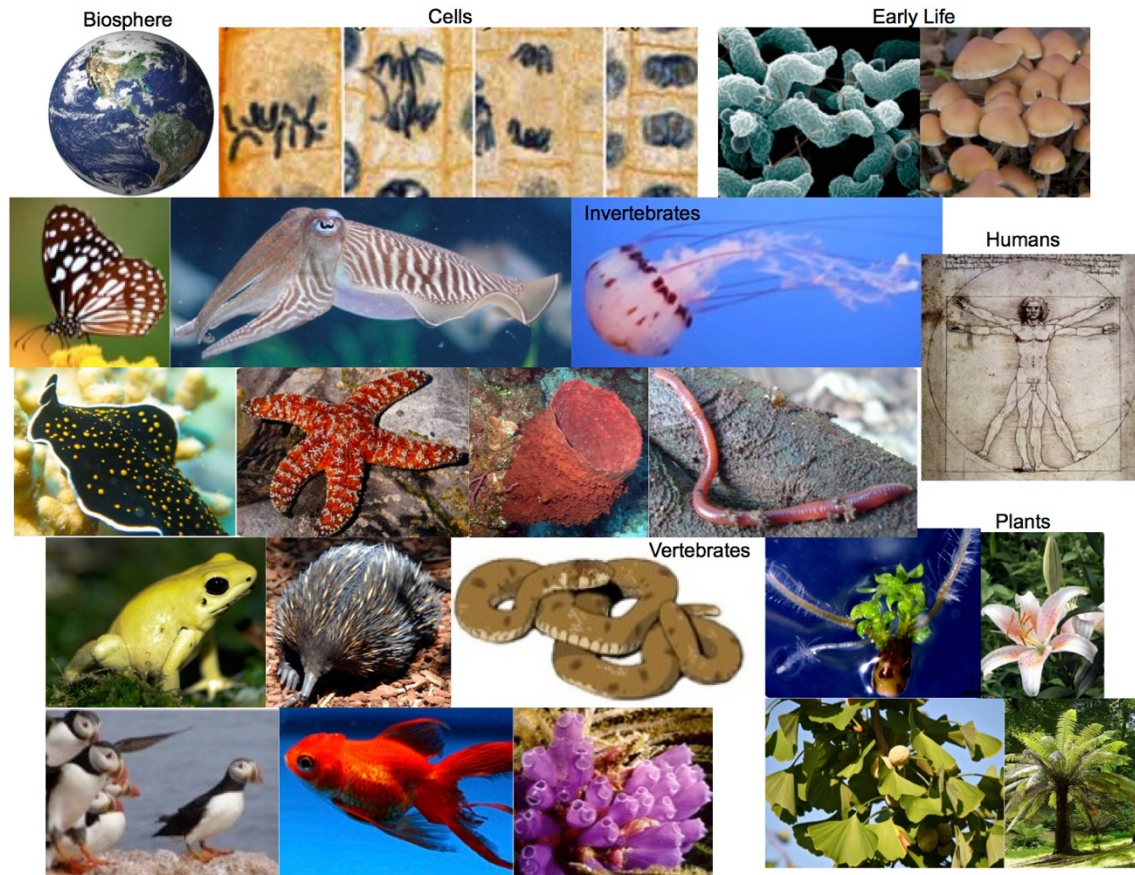 Biosphere
Cells
Early Life
Invertebrates
Humans
Vertebrates
Plants